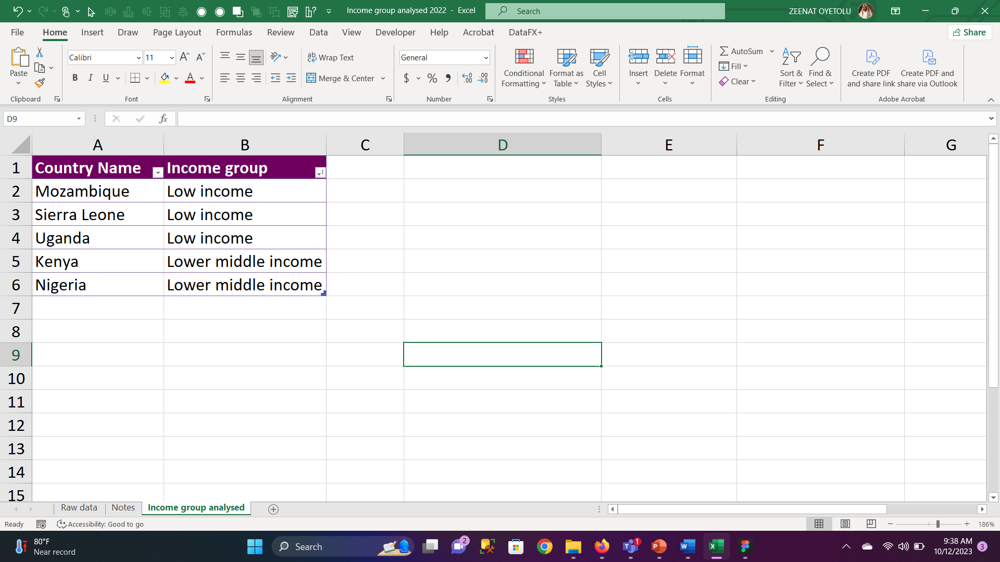 Income group analysed 2022 - Excel
Search
ZEENAT OYETOLU
File Home Insert Draw Page Layout Formulas Review Data View Developer Help Acrobat DataFX+
Share
Paste
Clipboard
Calibri 11
B I U
Font
Wrap Text
Merge & Center
Alignment
General
$ % 9
Number
Conditional Formatting
Format as Table
Cell Styles
Styles
Insert Delete Format
Cells
AutoSum
Fill
Clear
Sort & Filter
Find & Select
Editing
Create PDF and share link
Create PDF and share via Outlook
Adobe Acrobat
D9
fx
A B C D E F G
1 Country Name Income group
2 Mozambique Low income
3 Sierra Leone Low income
4 Uganda Low income
5 Kenya Lower middle income
6 Nigeria Lower middle income
7
8
9
10
11
12
13
14
15
Raw data Notes Income group analysed
Ready Accessibility: Good to go
186%
80°F
Near record
Search
2
1
9:38 AM
10/12/2023
3